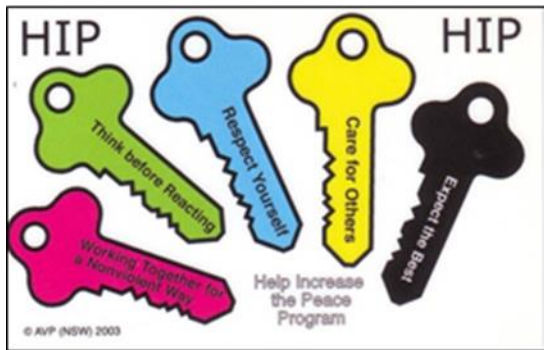 HIP
HIP
Think before Reacting
Respect Yourself
Care for Others
Expect the Best
Working Together for
a Nonviolent Way
Help Increase
the Peace
Program
© AVP (NSW) 2003